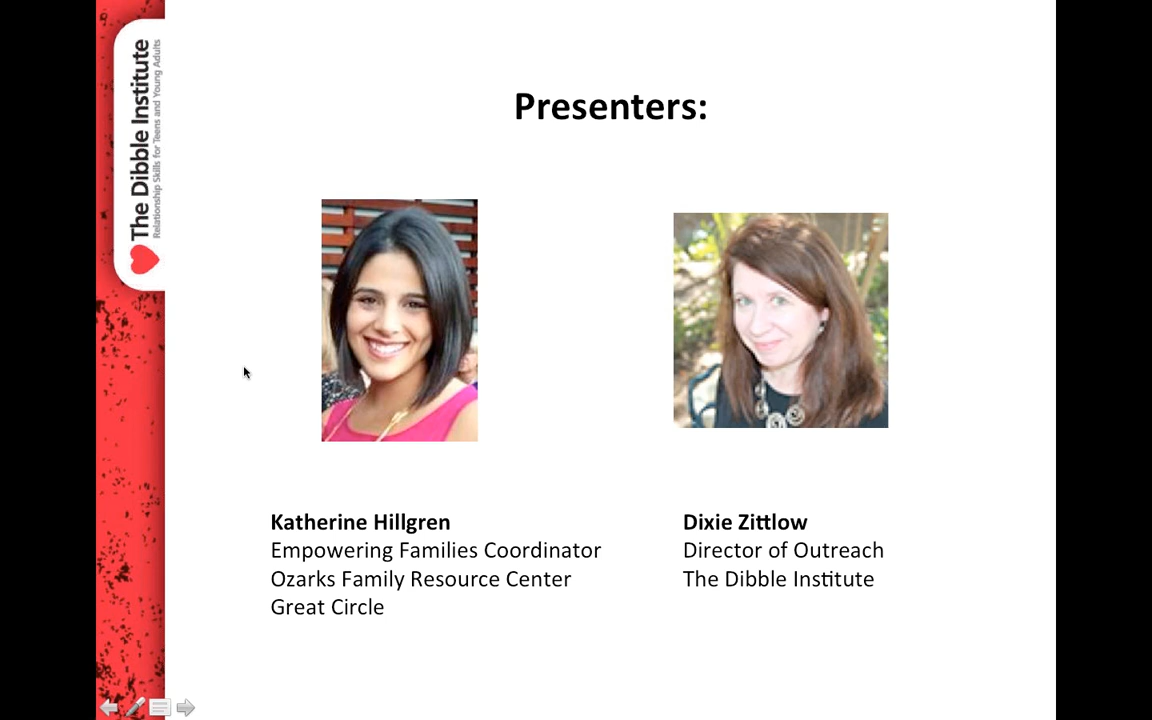 The Dibble Institute
Relationship Skills for Teens and Young Adults
Presenters:
Katherine Hillgren
Empowering Families Coordinator
Ozarks Family Resource Center
Great Circle
Dixie Zittlow
Director of Outreach
The Dibble Institute